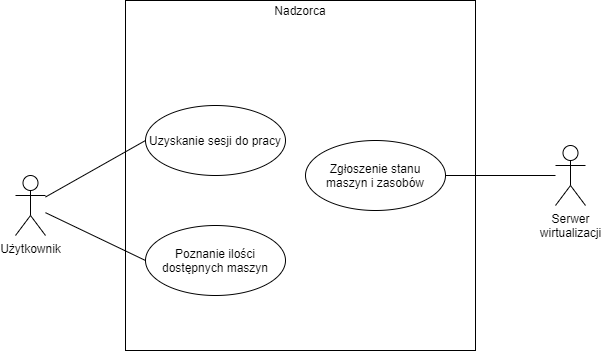 Nadzorca
Uzyskanie sesji do pracy
Zgłoszenie stanu
maszyn i zasobów
Użytkownik
Poznanie ilości
dostępnych maszyn
Serwer
wirtualizacji